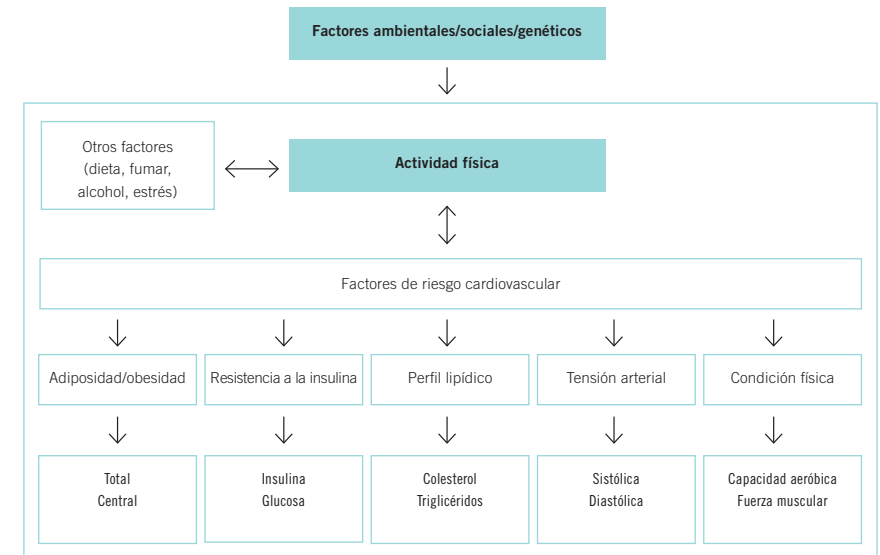 Factores ambientales/sociales/genéticos
Otros factores
(dieta, fumar,
alcohol, estrés)
Actividad física
Factores de riesgo cardiovascular
Adiposidad/obesidad
Resistencia a la insulina
Perfil lipídico
Tensión arterial
Condición física
Total
Central
Insulina
Glucosa
Colesterol
Triglicéridos
Sistólica
Diastólica
Capacidad aeróbica
Fuerza muscular